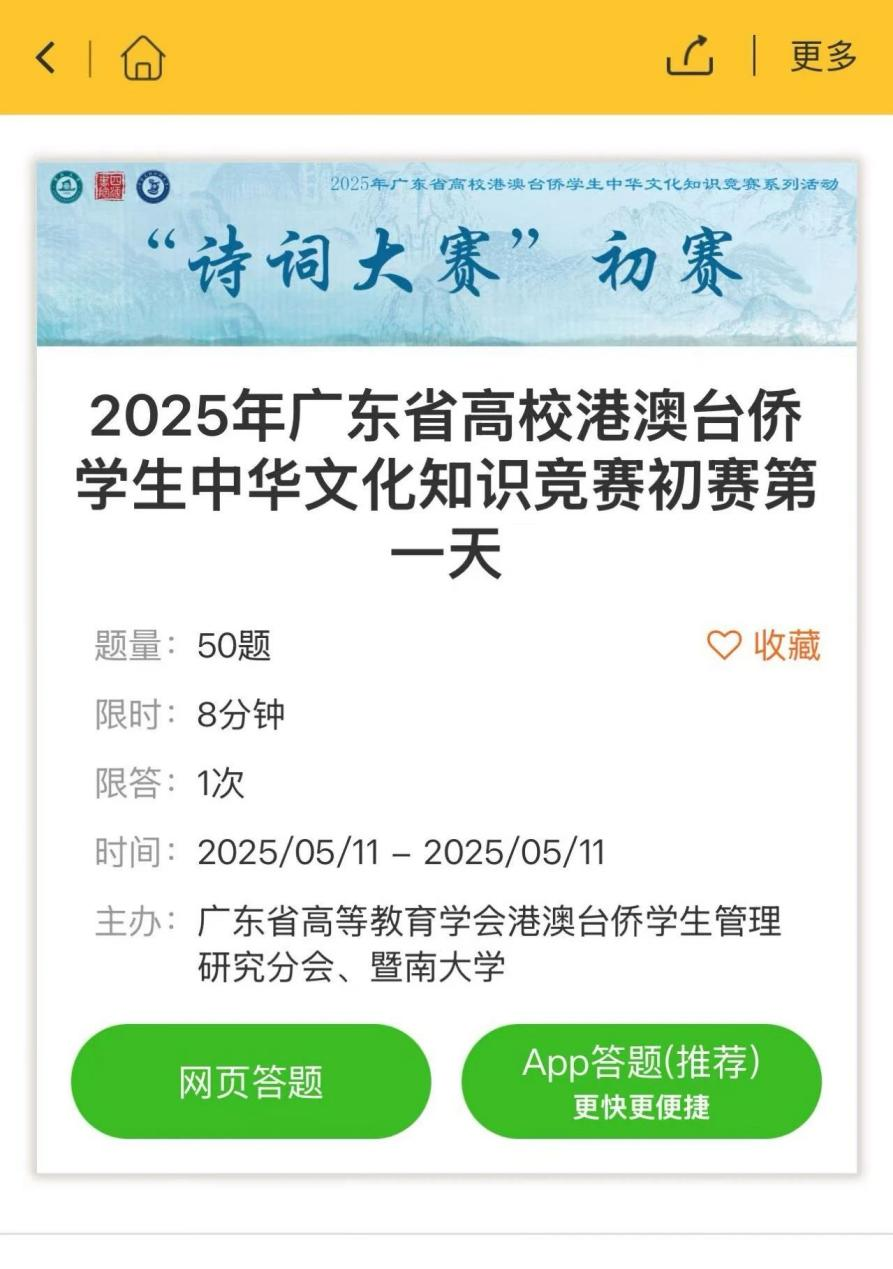 更多
2025年广东省高校港澳台侨学生中华文化知识竞赛系列活动
“诗词大赛”初赛
2025年广东省高校港澳台侨
学生中华文化知识竞赛初赛第
一天
题量：50题
收藏
限时：8分钟
限答：1次
时间：2025/05/11 – 2025/05/11
主办：广东省高等教育学会港澳台侨学生管理
研究分会、暨南大学
网页答题
App答题(推荐)
更快更便捷